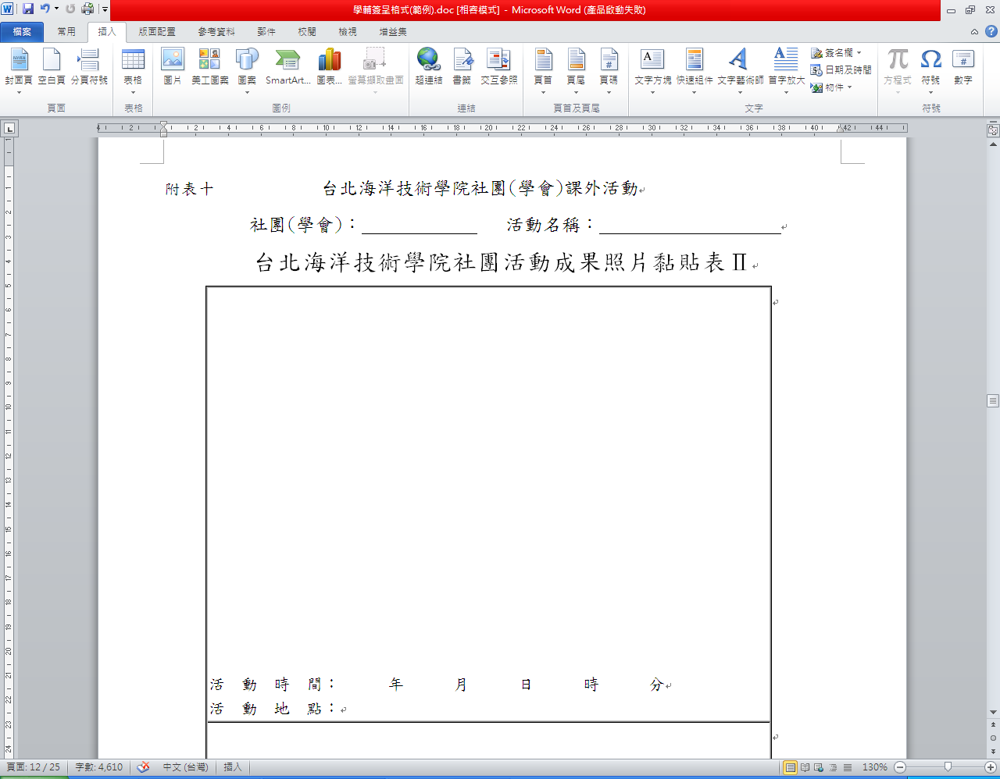 學輔簽呈格式(範例).doc [相容模式] - Microsoft Word (產品啟動失敗)
檔案 常用 插入 版面配置 參考資料 郵件 校閱 檢視 增益集
封面頁 空白頁 分頁符號 表格 圖片 美工圖案 圖案 SmartArt... 圖表... 螢幕擷取畫面 超連結 書籤 交互參照 頁首 頁尾 頁碼 文字方塊 快速組件 文字藝術師 首字放大 簽名欄 日期及時間 物件 方程式 符號 數字
頁面 表格 圖例 連結 頁首及頁尾 文字 符號
附表十 台北海洋技術學院社團(學會)課外活動
社團(學會)：____________ 活動名稱：___________________
台北海洋技術學院社團活動成果照片黏貼表Ⅱ
活 動 時 間： 年 月 日 時 分
活 動 地 點：
頁面: 12 / 25 字數: 4,610 中文 (台灣) 插入 130%